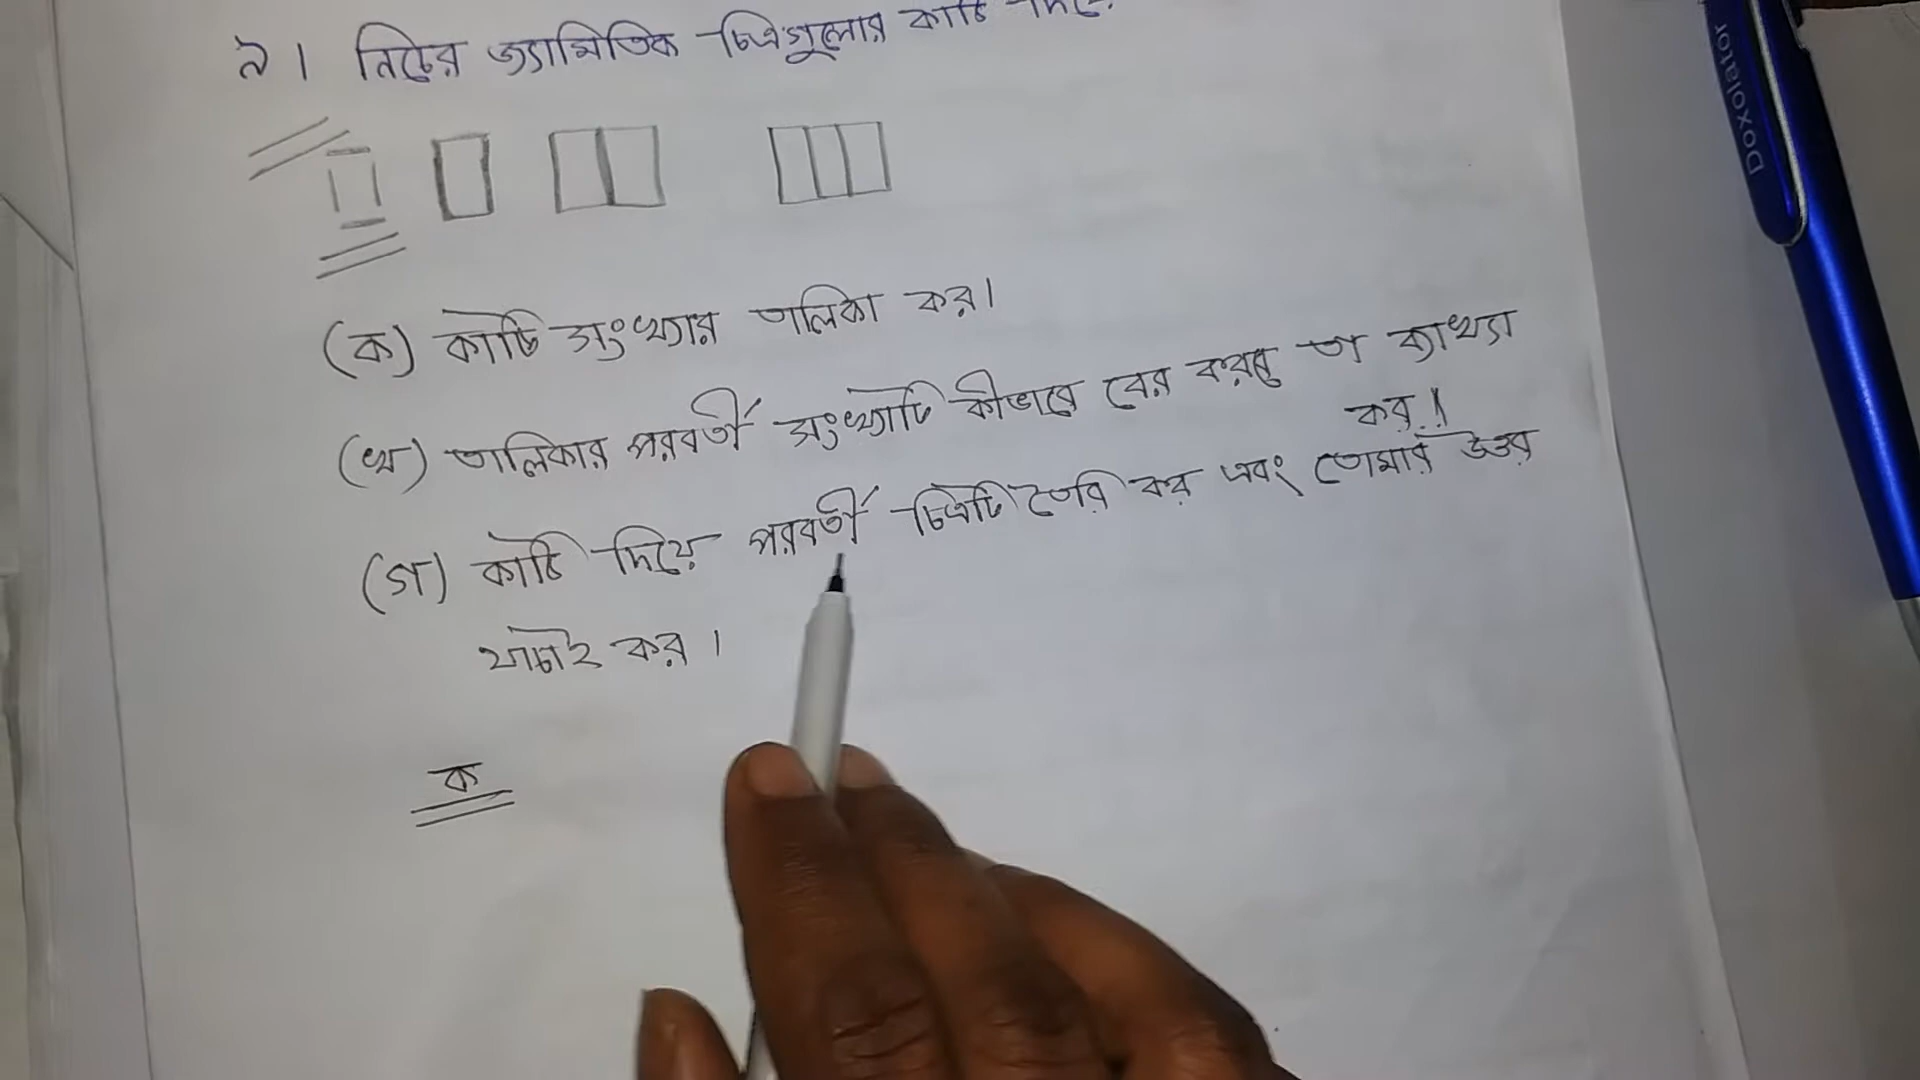 ৯। নিচের জ্যামিতিক চিত্রগুলোর কাঠি
(ক) কাঠি সংখ্যার তালিকা কর।
(খ) তালিকার পরবর্তী সংখ্যাটি কীভাবে বের করবে তা ব্যাখ্যা
কর।
(গ) কাঠি দিয়ে পরবর্তী চিত্রটি তৈরি কর এবং তোমার উত্তর
যাচাই কর।
ক
Doxolator